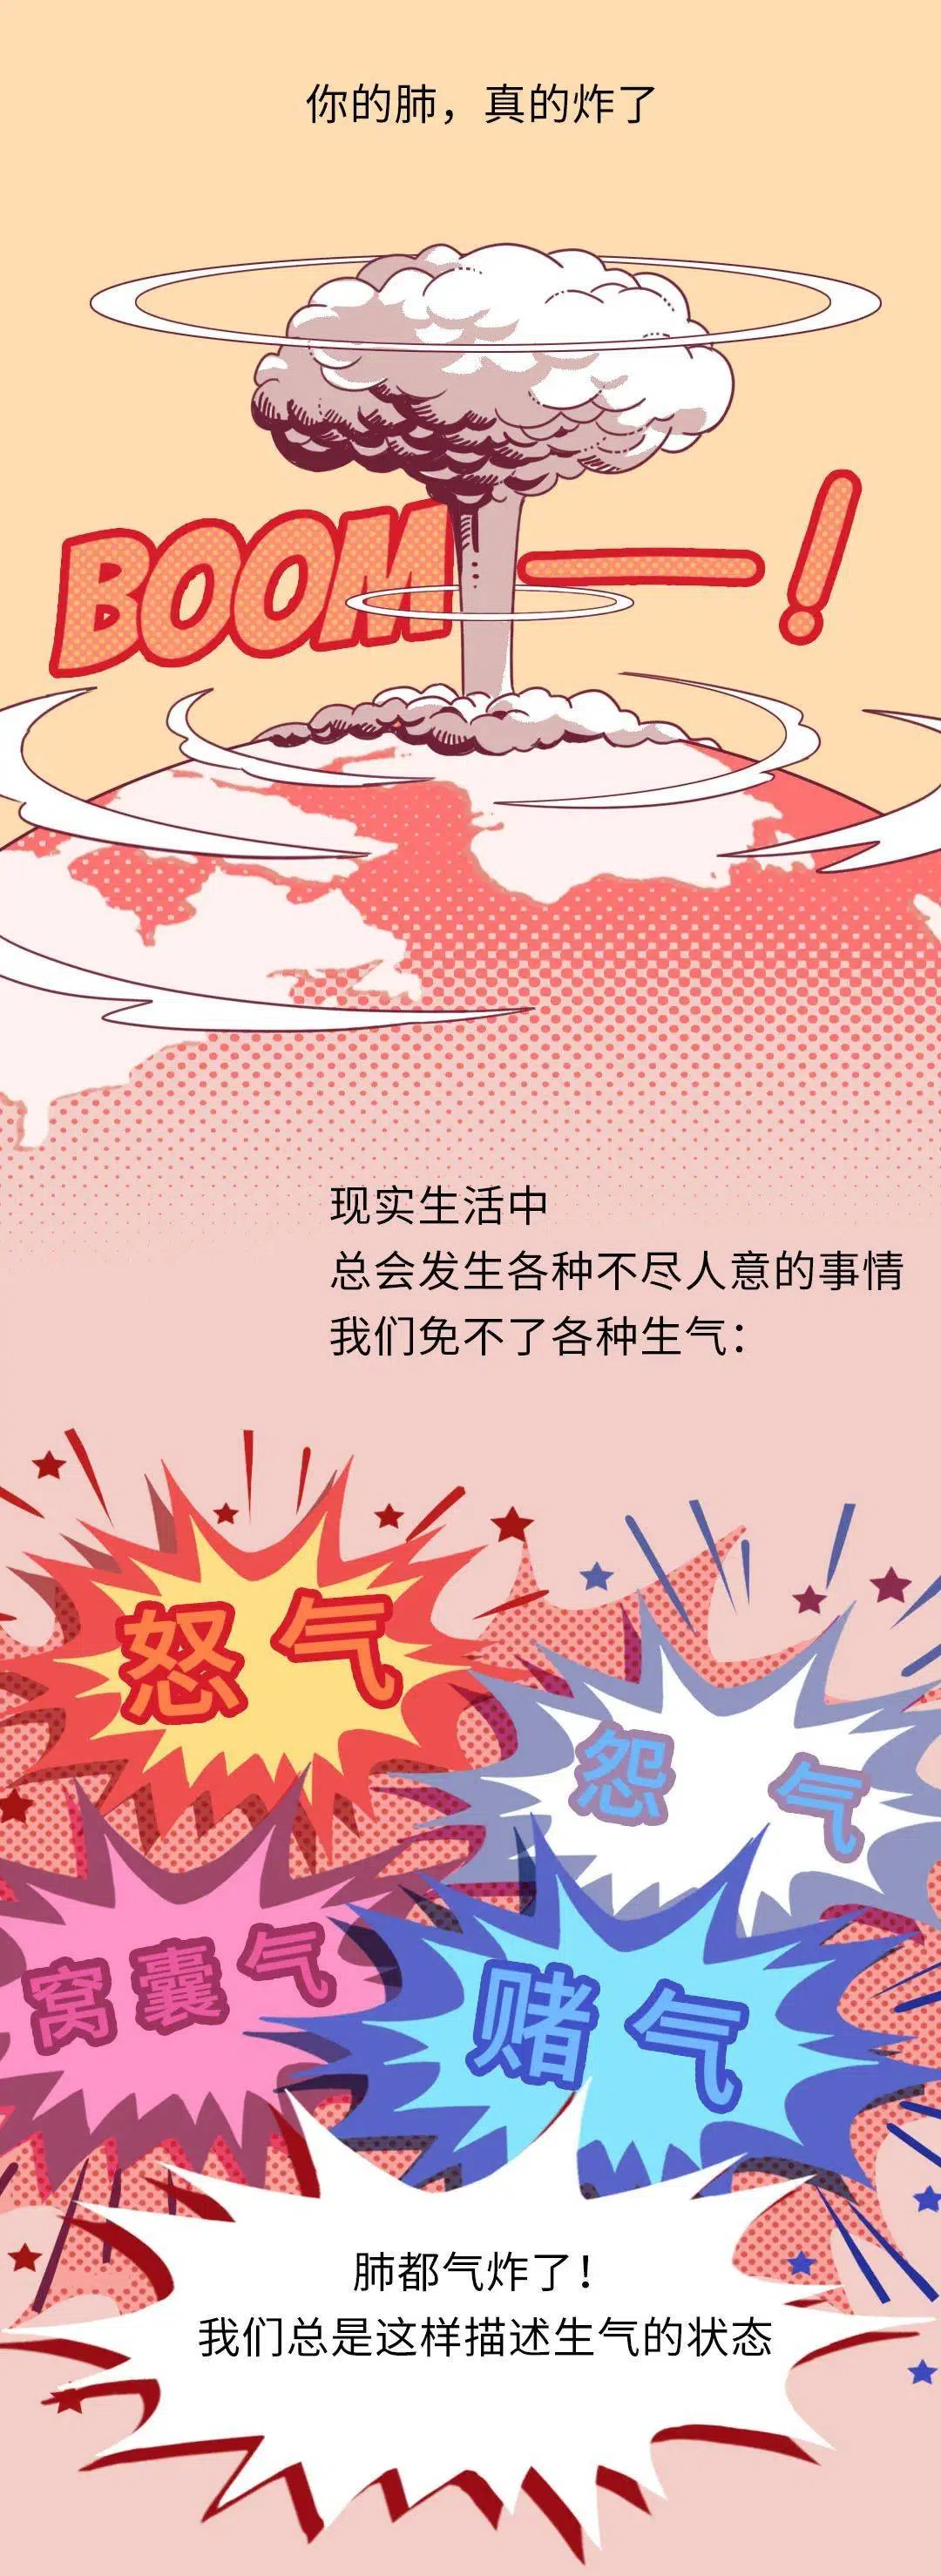 你的肺，真的炸了
BOOM—！
现实生活中
总会发生各种不尽人意的事情
我们免不了各种生气：
怒气
怨气
窝囊气
赌气
肺都气炸了！
我们总是这样描述生气的状态